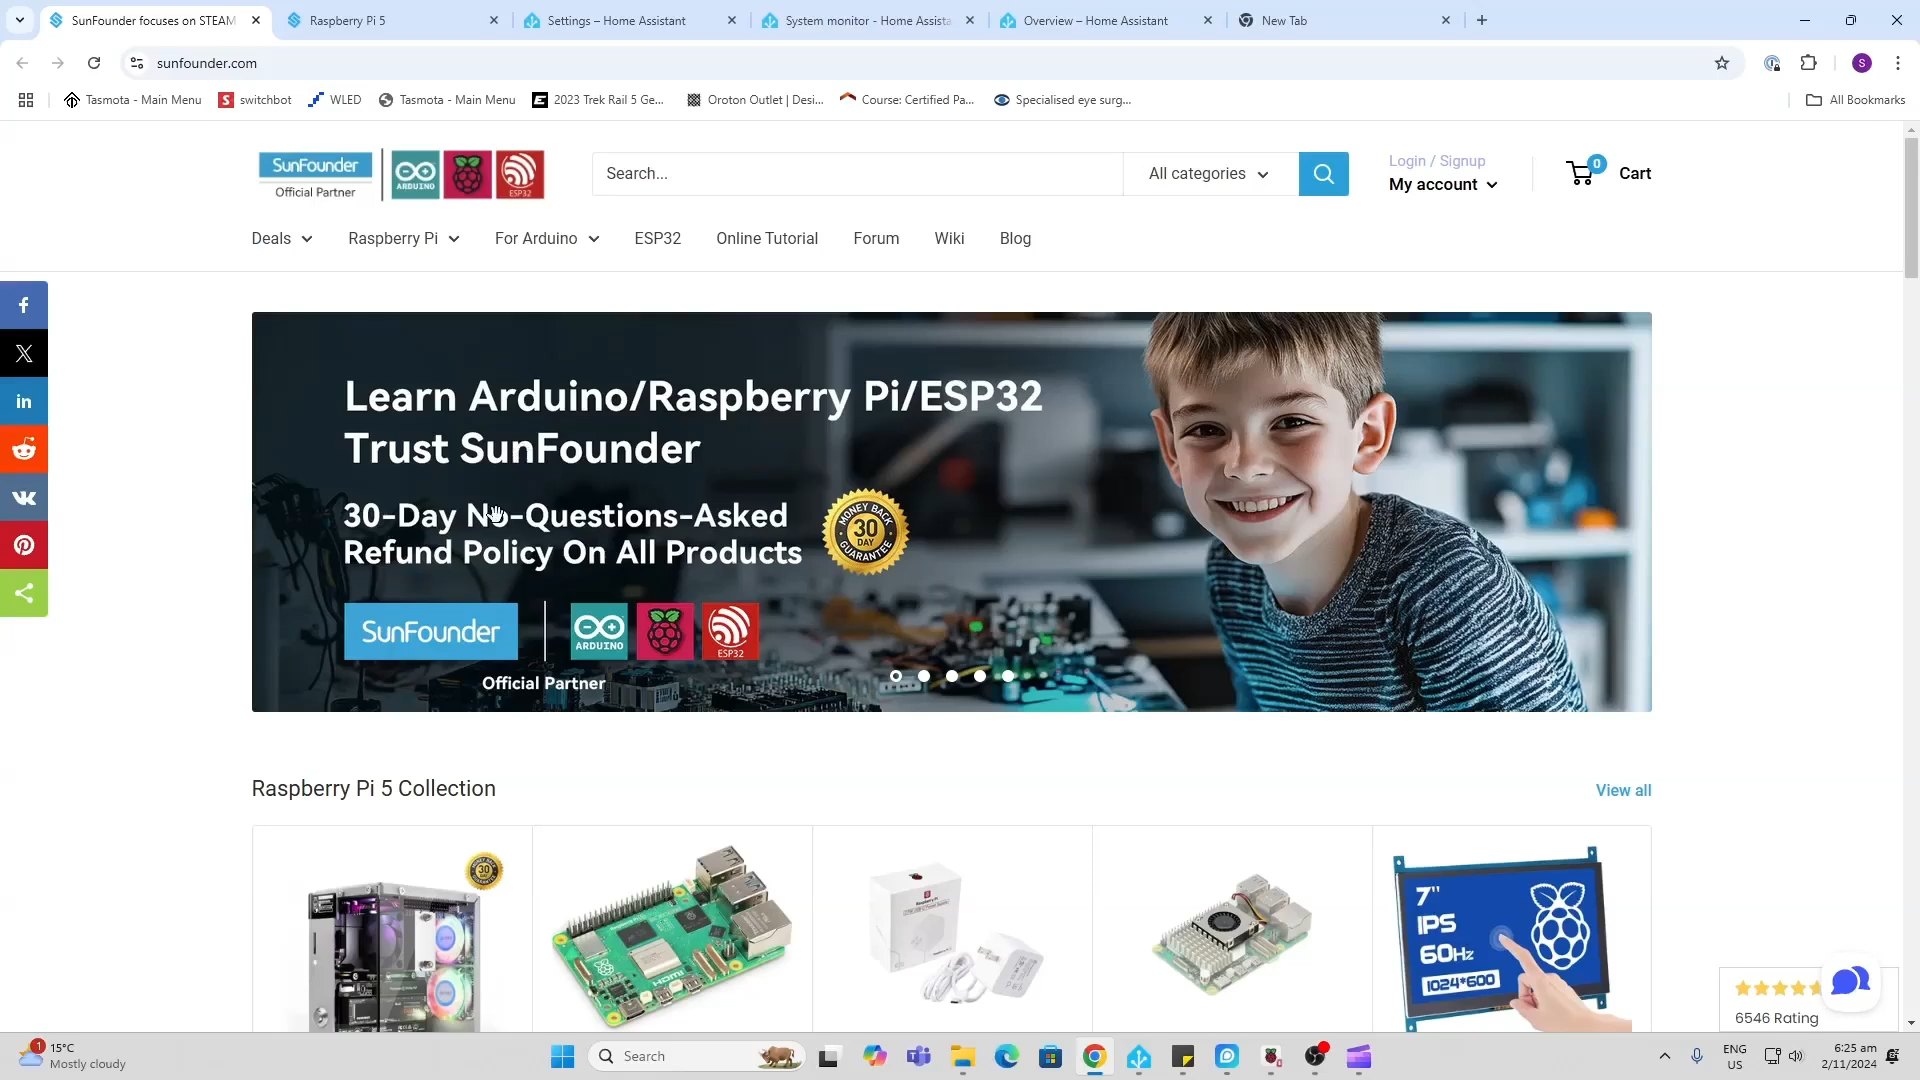 SunFounder focuses on STEAM
Raspberry Pi 5
Settings – Home Assistant
System monitor - Home Assista
Overview – Home Assistant
New Tab
sunfounder.com
S
Tasmota - Main Menu
switchbot
WLED
Tasmota - Main Menu
2023 Trek Rail 5 Ge...
Oroton Outlet | Desi...
Course: Certified Pa...
Specialised eye surg...
All Bookmarks
SunFounder
Official Partner
ARDUINO
ESP32
Search...
All categories
Login / Signup
My account
0
Cart
Deals
Raspberry Pi
For Arduino
ESP32
Online Tutorial
Forum
Wiki
Blog
Learn Arduino/Raspberry Pi/ESP32
Trust SunFounder
30-Day No-Questions-Asked
Refund Policy On All Products
MONEY BACK
30
DAY
GUARANTEE
SunFounder
ARDUINO
ESP32
Official Partner
Raspberry Pi 5 Collection
View all
30
HDMI
7"
IPS
60Hz
1024*600
6546 Rating
1
15°C
Mostly cloudy
Search
ENG
US
6:25 am
2/11/2024